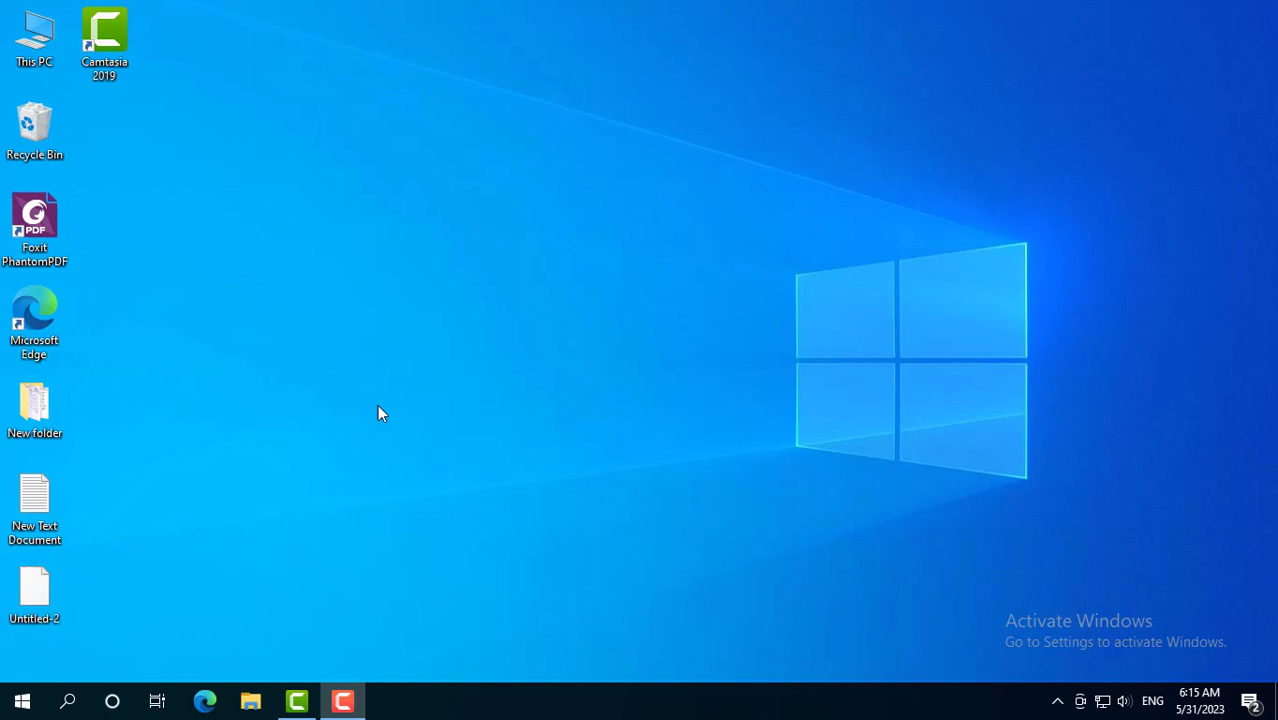 This PC
Camtasia
2019
Recycle Bin
PDF
Foxit
PhantomPDF
Microsoft
Edge
New folder
New Text
Document
Untitled-2
Activate Windows
Go to Settings to activate Windows.
ENG
6:15 AM
5/31/2023
2